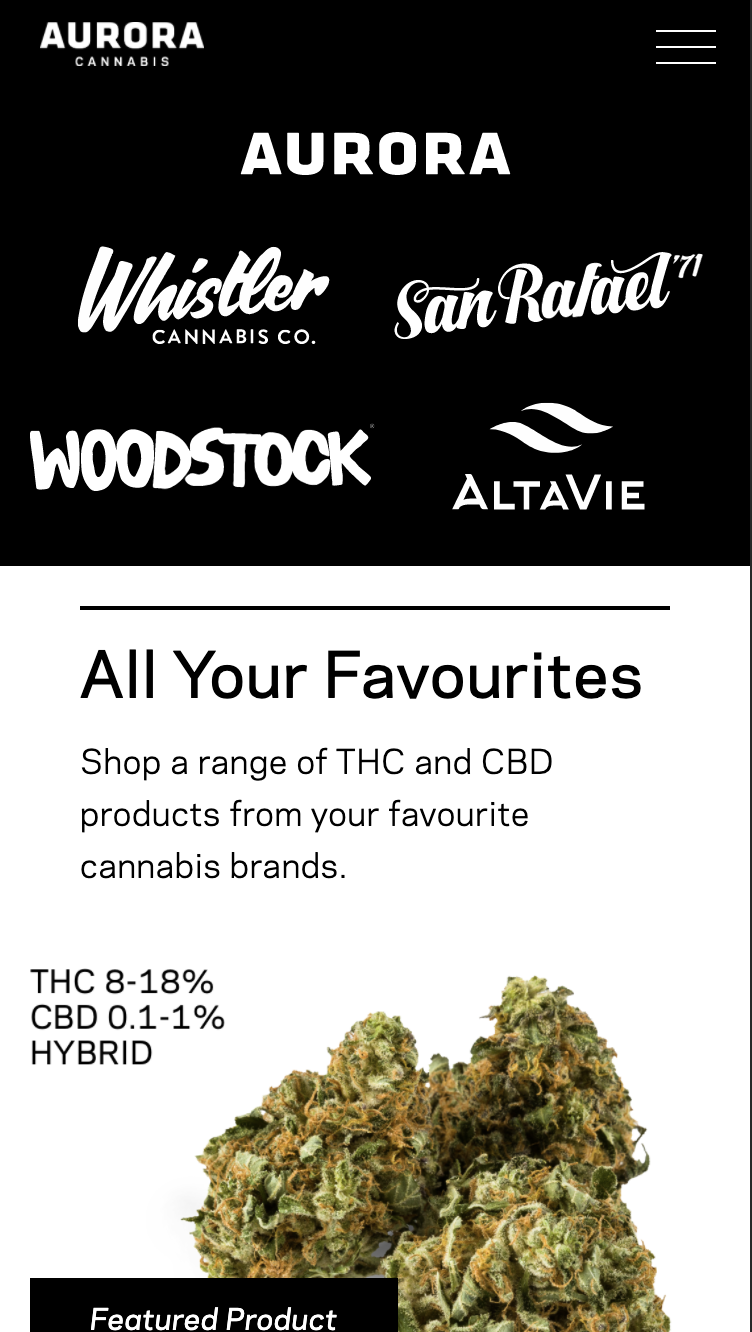 AURORA
CANNABIS
AURORA
Whistler
CANNABIS CO.
San Rafael '71
WOODSTOCK
ALTAVIE
All Your Favourites
Shop a range of THC and CBD
products from your favourite
cannabis brands.
THC 8-18%
CBD 0.1-1%
HYBRID
Featured Product